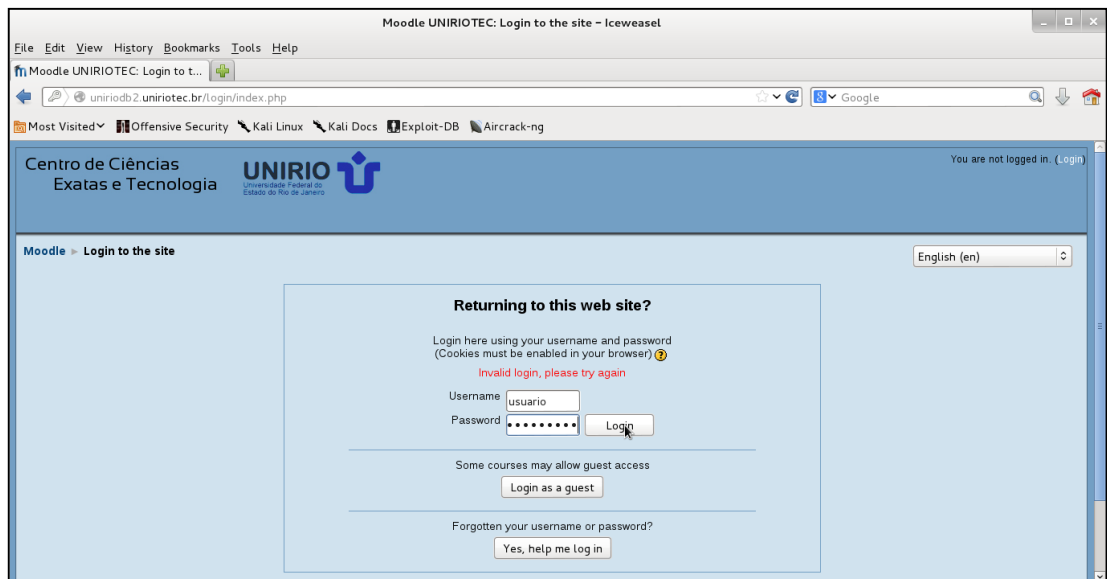 Moodle UNIRIOTEC: Login to the site - Iceweasel
File Edit View History Bookmarks Tools Help
Moodle UNIRIOTEC: Login to t...
uniriodb2.uniriotec.br/login/index.php
8 Google
Most Visited Offensive Security Kali Linux Kali Docs Exploit-DB Aircrack-ng
Centro de Ciências
Exatas e Tecnologia
UNIRIO
Universidade Federal do
Estado do Rio de Janeiro
You are not logged in. (Login)
Moodle ► Login to the site
English (en)
Returning to this web site?
Login here using your username and password
(Cookies must be enabled in your browser) ?
Invalid login, please try again
Username usuario
Password ••••••••• Login
Some courses may allow guest access
Login as a guest
Forgotten your username or password?
Yes, help me log in